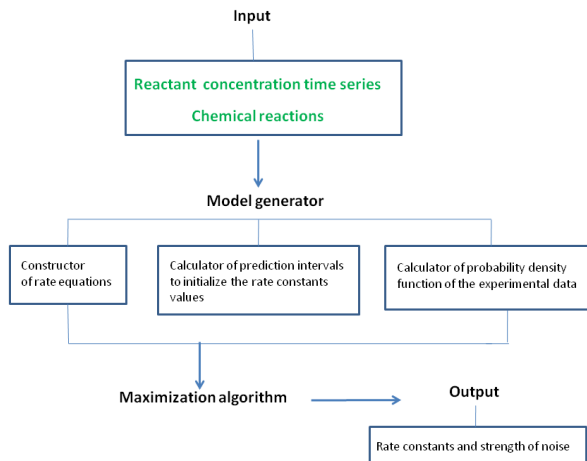 Input
Reactant concentration time series
Chemical reactions
Model generator
Constructor
of rate equations
Calculator of prediction intervals
to initialize the rate constants
values
Calculator of probability density
function of the experimental data
Maximization algorithm
Output
Rate constants and strength of noise